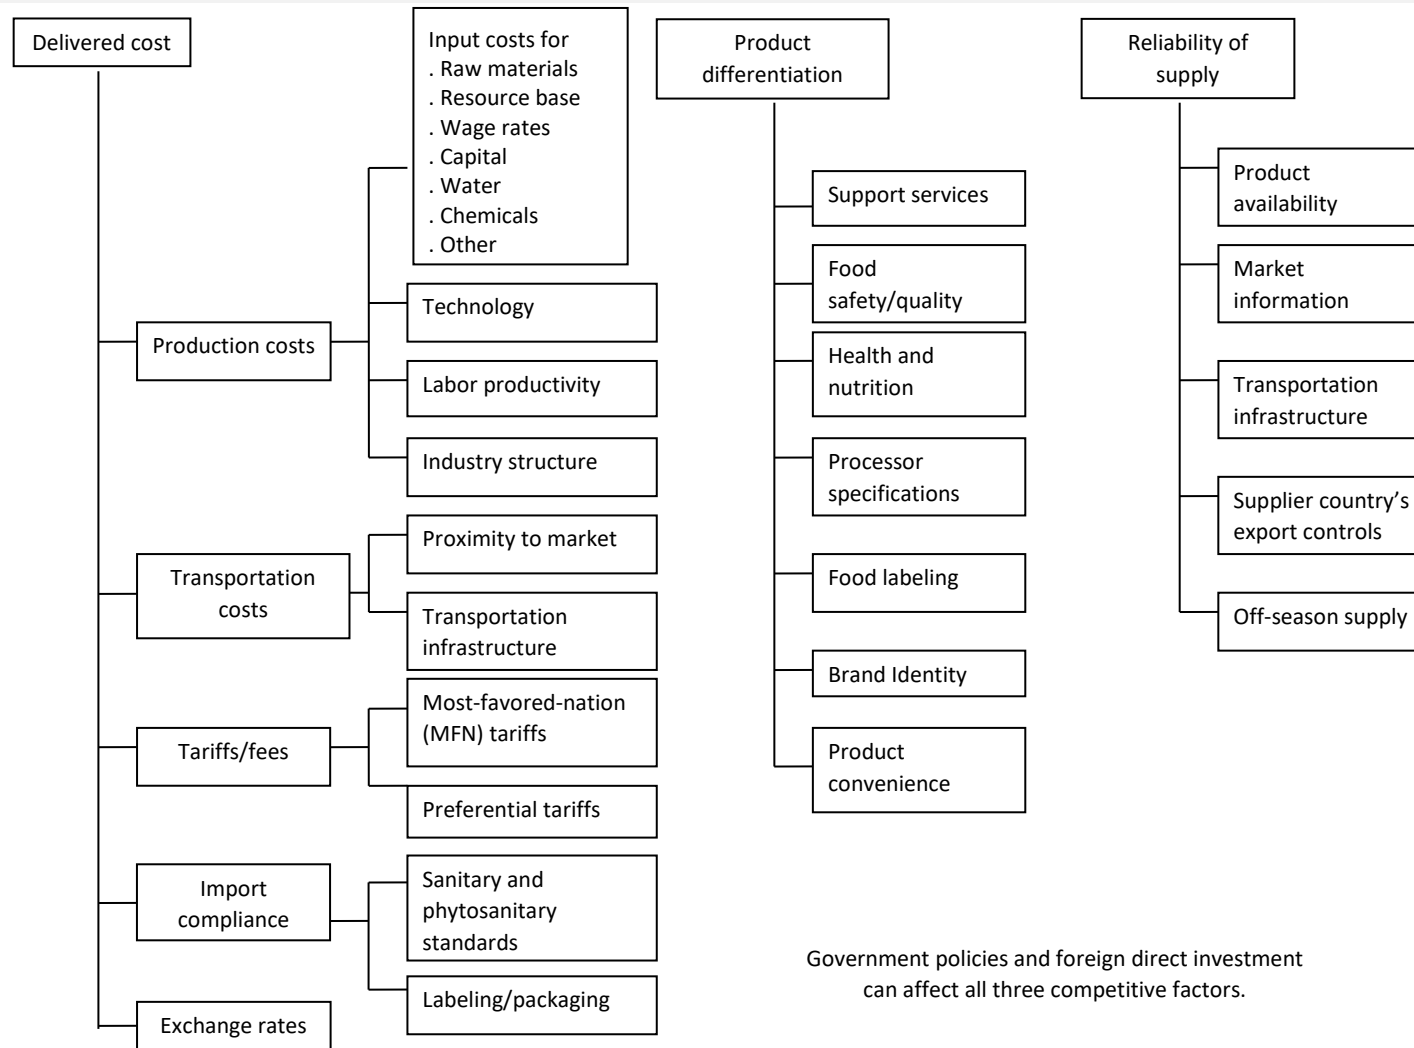 Delivered cost
Production costs
Input costs for
. Raw materials
. Resource base
. Wage rates
. Capital
. Water
. Chemicals
. Other
Technology
Labor productivity
Industry structure
Transportation
costs
Proximity to market
Transportation
infrastructure
Tariffs/fees
Most-favored-nation
(MFN) tariffs
Preferential tariffs
Import
compliance
Sanitary and
phytosanitary
standards
Labeling/packaging
Exchange rates
Product
differentiation
Support services
Food
safety/quality
Health and
nutrition
Processor
specifications
Food labeling
Brand Identity
Product
convenience
Reliability of
supply
Product
availability
Market
information
Transportation
infrastructure
Supplier country’s
export controls
Off-season supply
Government policies and foreign direct investment
can affect all three competitive factors.